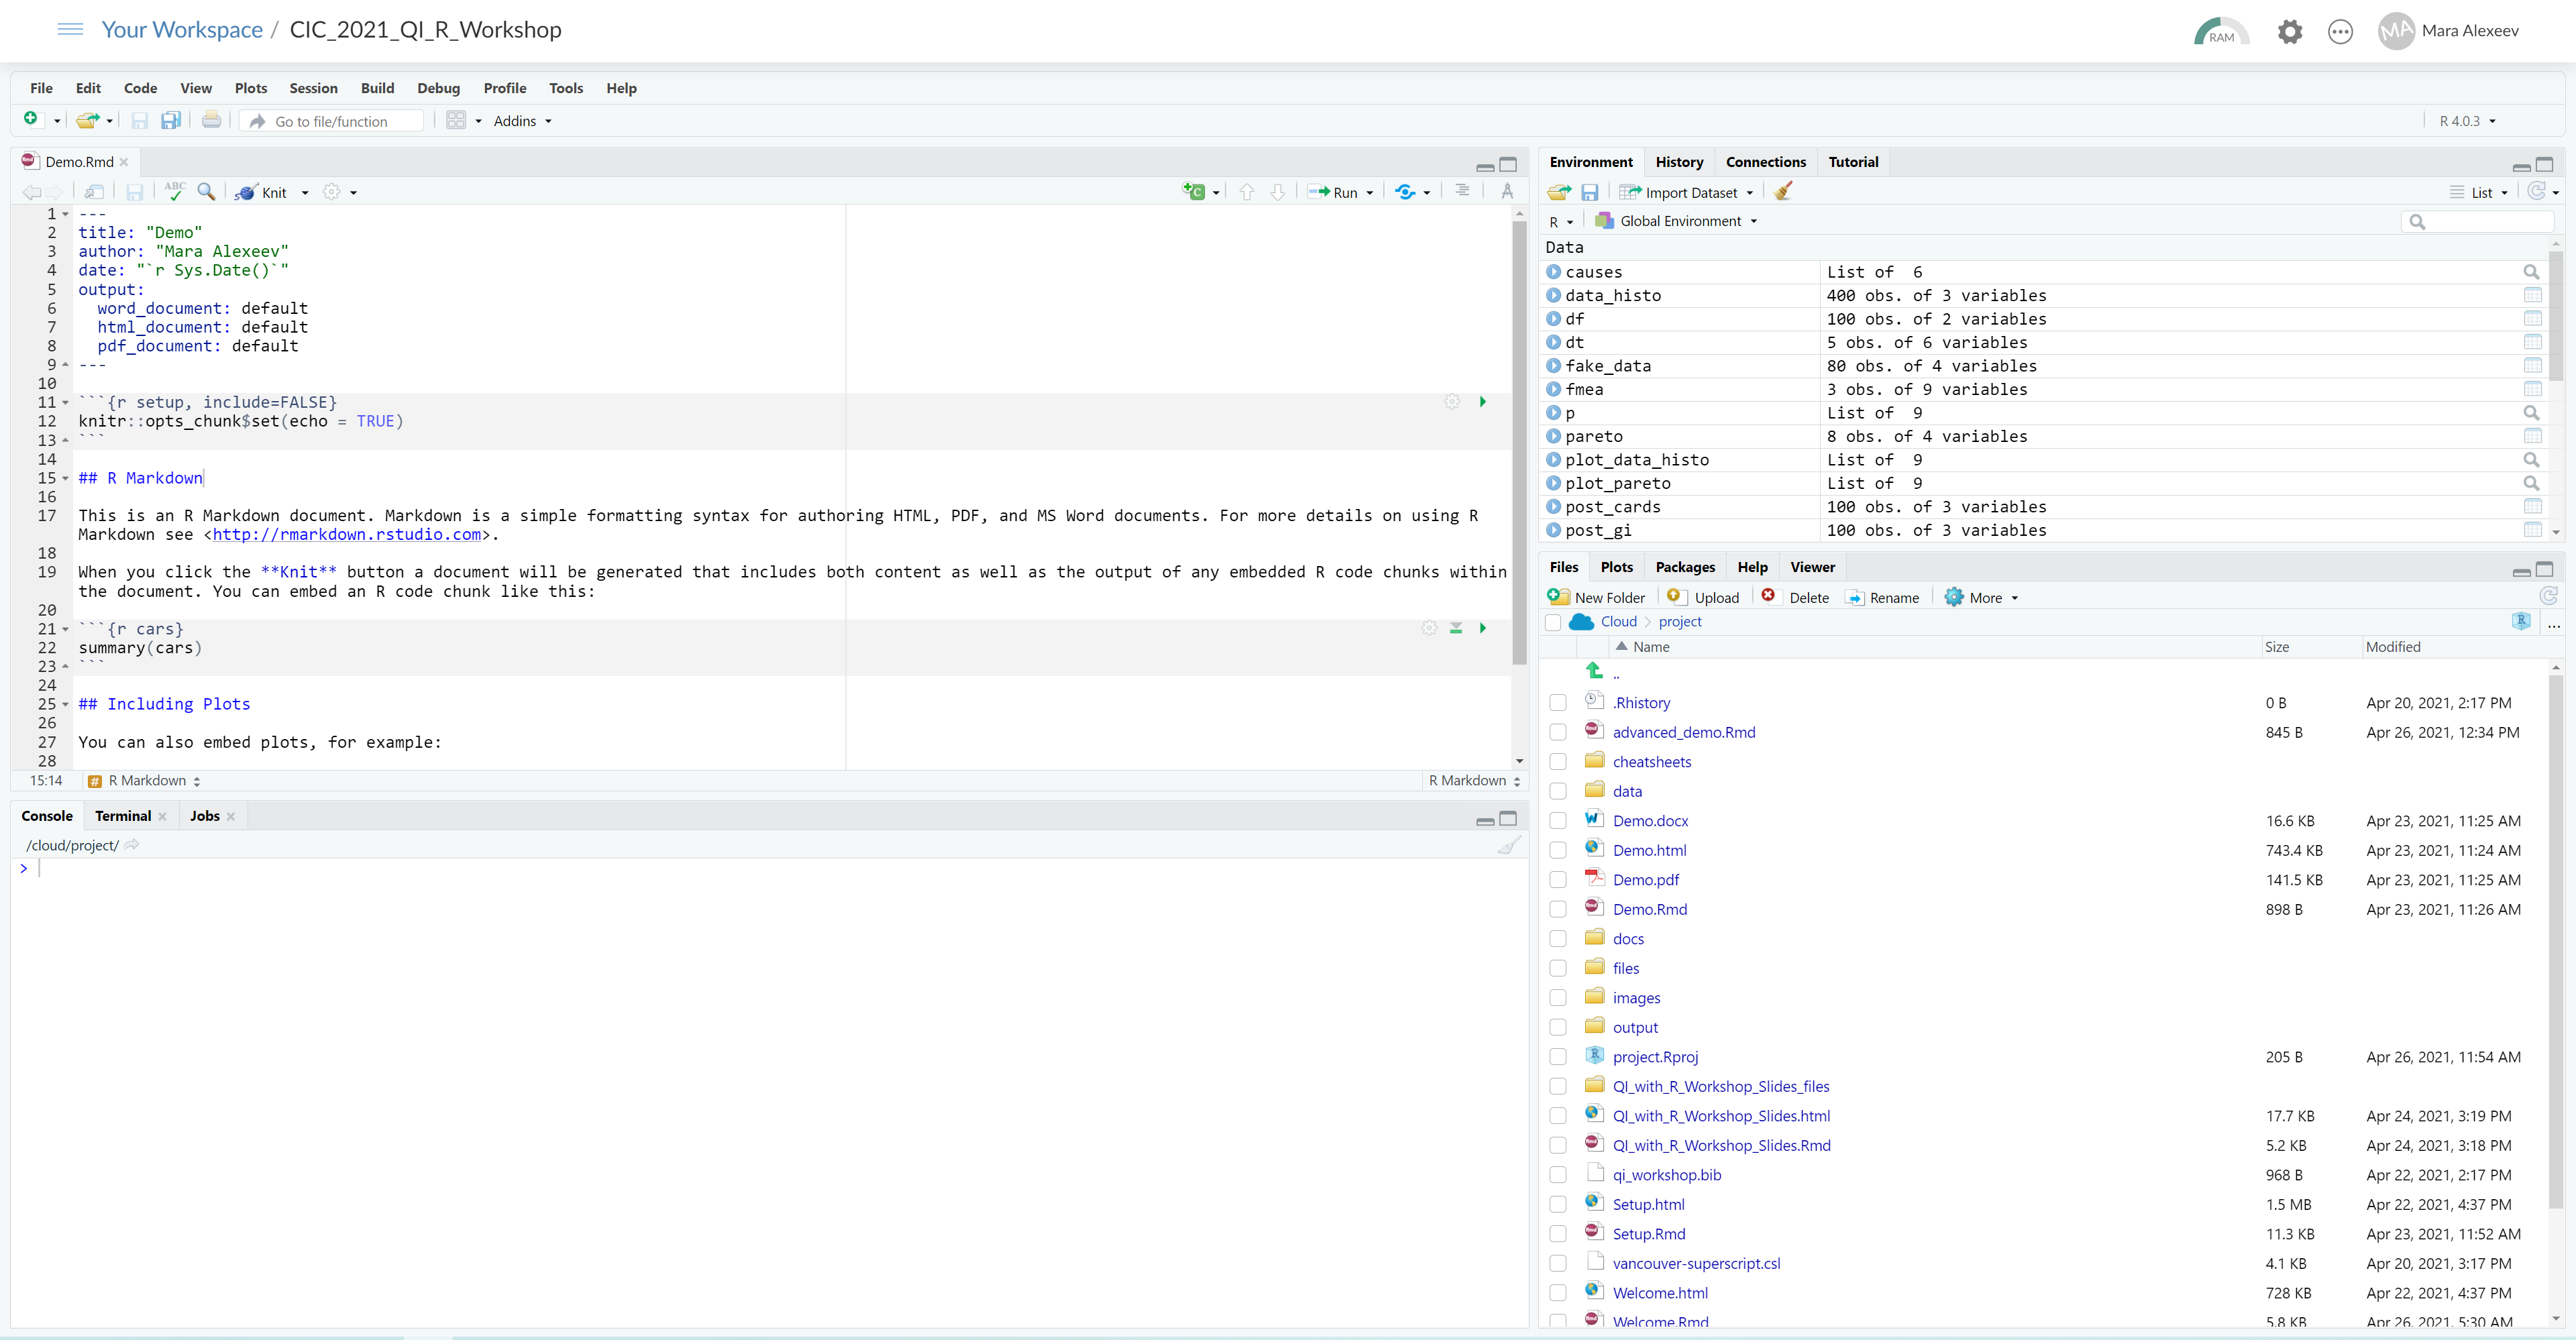 Your Workspace / CIC_2021_QI_R_Workshop
RAM
MA Mara Alexeev
File Edit Code View Plots Session Build Debug Profile Tools Help
Go to file/function Addins R 4.0.3
Demo.Rmd
ABC Knit Run
1 ---
2 title: "Demo"
3 author: "Mara Alexeev"
4 date: "`r Sys.Date()`"
5 output:
6 word_document: default
7 html_document: default
8 pdf_document: default
9 ---
10
11 ```{r setup, include=FALSE}
12 knitr::opts_chunk$set(echo = TRUE)
13 ```
14
15 ## R Markdown
16
17 This is an R Markdown document. Markdown is a simple formatting syntax for authoring HTML, PDF, and MS Word documents. For more details on using R
Markdown see <http://rmarkdown.rstudio.com>.
18
19 When you click the **Knit** button a document will be generated that includes both content as well as the output of any embedded R code chunks within
the document. You can embed an R code chunk like this:
20
21 ```{r cars}
22 summary(cars)
23 ```
24
25 ## Including Plots
26
27 You can also embed plots, for example:
28
15:14 # R Markdown R Markdown
Console Terminal Jobs
/cloud/project/
>
Environment History Connections Tutorial
Import Dataset List
R Global Environment
Data
causes List of 6
data_histo 400 obs. of 3 variables
df 100 obs. of 2 variables
dt 5 obs. of 6 variables
fake_data 80 obs. of 4 variables
fmea 3 obs. of 9 variables
p List of 9
pareto 8 obs. of 4 variables
plot_data_histo List of 9
plot_pareto List of 9
post_cards 100 obs. of 3 variables
post_gi 100 obs. of 3 variables
Files Plots Packages Help Viewer
New Folder Upload Delete Rename More
Cloud project ...
Name Size Modified
..
.Rhistory 0 B Apr 20, 2021, 2:17 PM
advanced_demo.Rmd 845 B Apr 26, 2021, 12:34 PM
cheatsheets
data
Demo.docx 16.6 KB Apr 23, 2021, 11:25 AM
Demo.html 743.4 KB Apr 23, 2021, 11:24 AM
Demo.pdf 141.5 KB Apr 23, 2021, 11:25 AM
Demo.Rmd 898 B Apr 23, 2021, 11:26 AM
docs
files
images
output
project.Rproj 205 B Apr 26, 2021, 11:54 AM
QI_with_R_Workshop_Slides_files
QI_with_R_Workshop_Slides.html 17.7 KB Apr 24, 2021, 3:19 PM
QI_with_R_Workshop_Slides.Rmd 5.2 KB Apr 24, 2021, 3:18 PM
qi_workshop.bib 968 B Apr 22, 2021, 2:17 PM
Setup.html 1.5 MB Apr 22, 2021, 4:37 PM
Setup.Rmd 11.3 KB Apr 23, 2021, 11:52 AM
vancouver-superscript.csl 4.1 KB Apr 20, 2021, 3:17 PM
Welcome.html 728 KB Apr 22, 2021, 4:37 PM
Welcome.Rmd 5.8 KB Apr 26, 2021, 5:30 AM